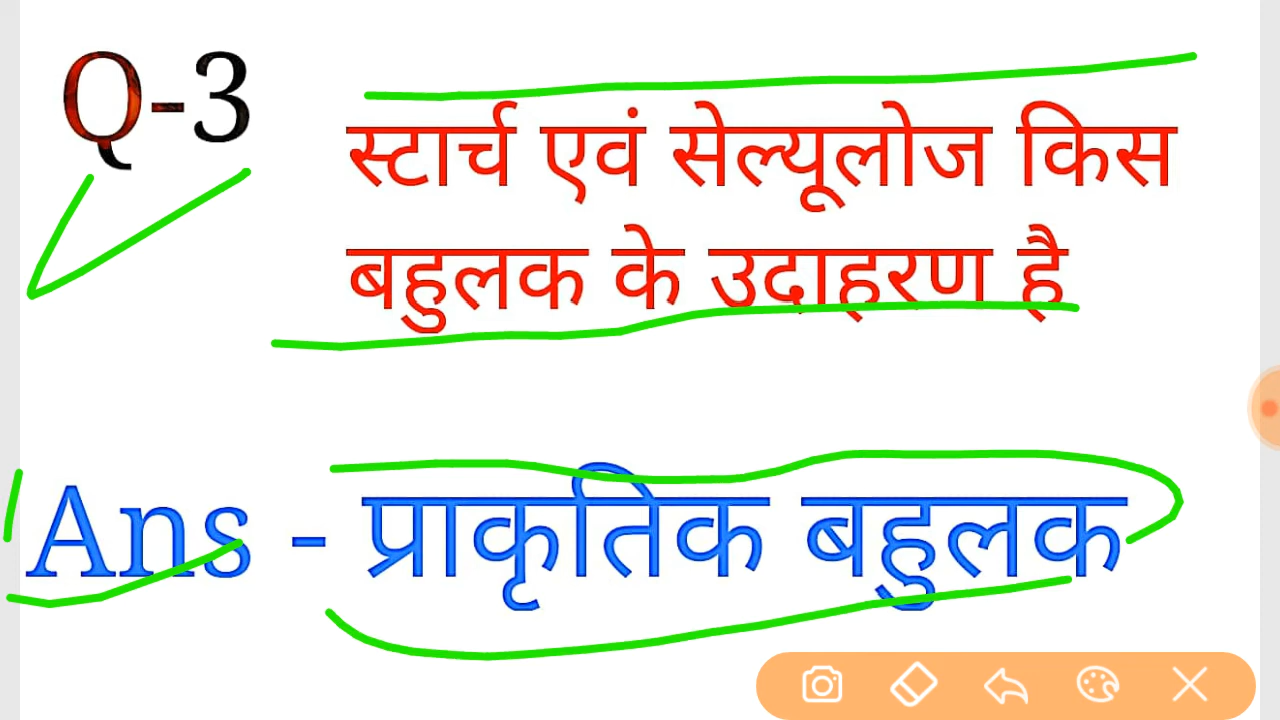 Q-3
स्टार्च एवं सेल्यूलोज किस
बहुलक के उदाहरण है
Ans - प्राकृतिक बहुलक